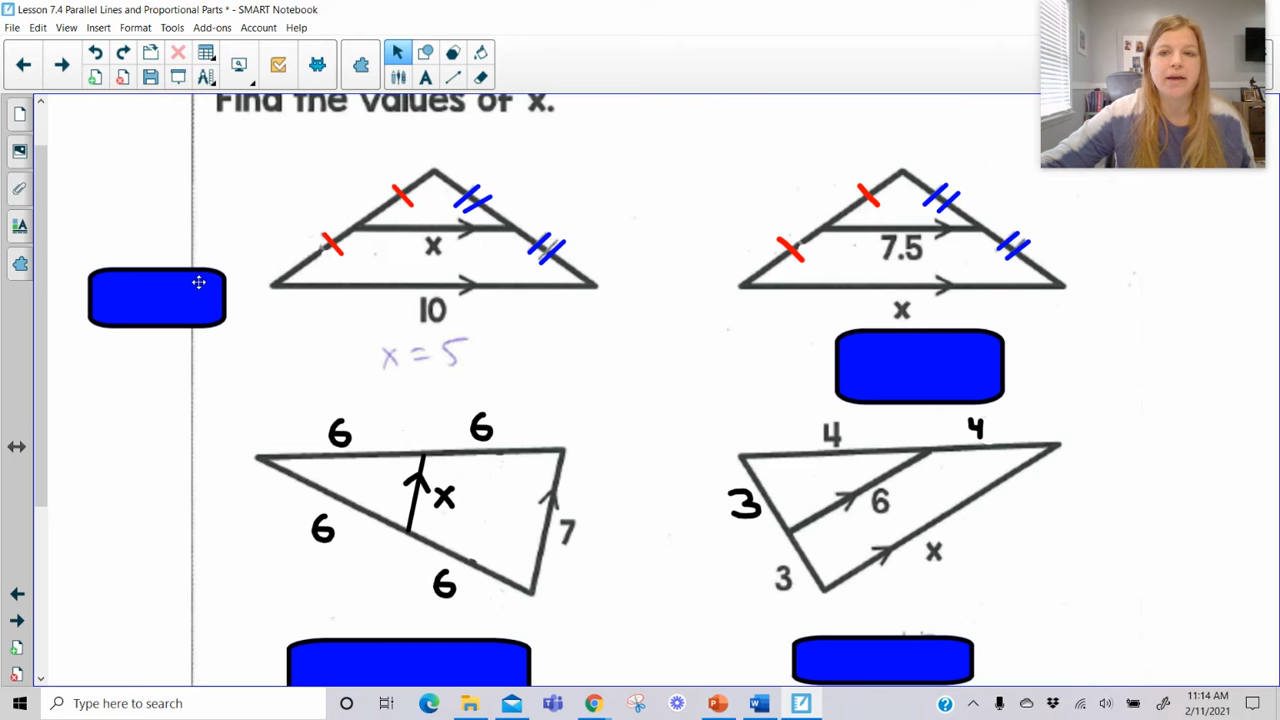 Lesson 7.4 Parallel Lines and Proportional Parts * - SMART Notebook
File Edit View Insert Format Tools Add-ons Account Help
Find the values of x.
x
10
x = 5
7.5
x
6 6
x
6
7
6
4 4
3
6
x
3
Type here to search
11:14 AM
2/11/2021